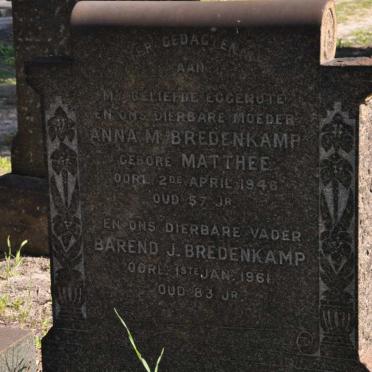 TER GEDAGTENIS
AAN
MY GELIEFDE EGGENOTE
EN ONS DIERBARE MOEDER
ANNA M. BREDENKAMP
GEBORE MATTHEE
OORL. 2DE APRIL 1946
OUD 57 JR.
EN ONS DIERBARE VADER
BAREND J. BREDENKAMP
OORL. 1STE JAN. 1961
OUD 83 JR.